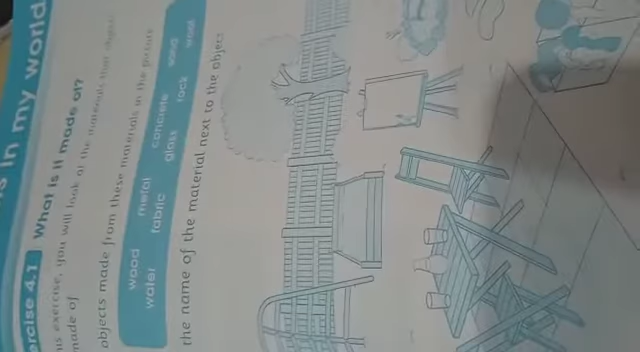 s in my world
ercise 4.1 What is it made of?
is exercise, you will look at the materials that
made of
objects made from these materials in the picture
wood metal concrete sand
water fabric glass rock wool
the name of the material next to the object